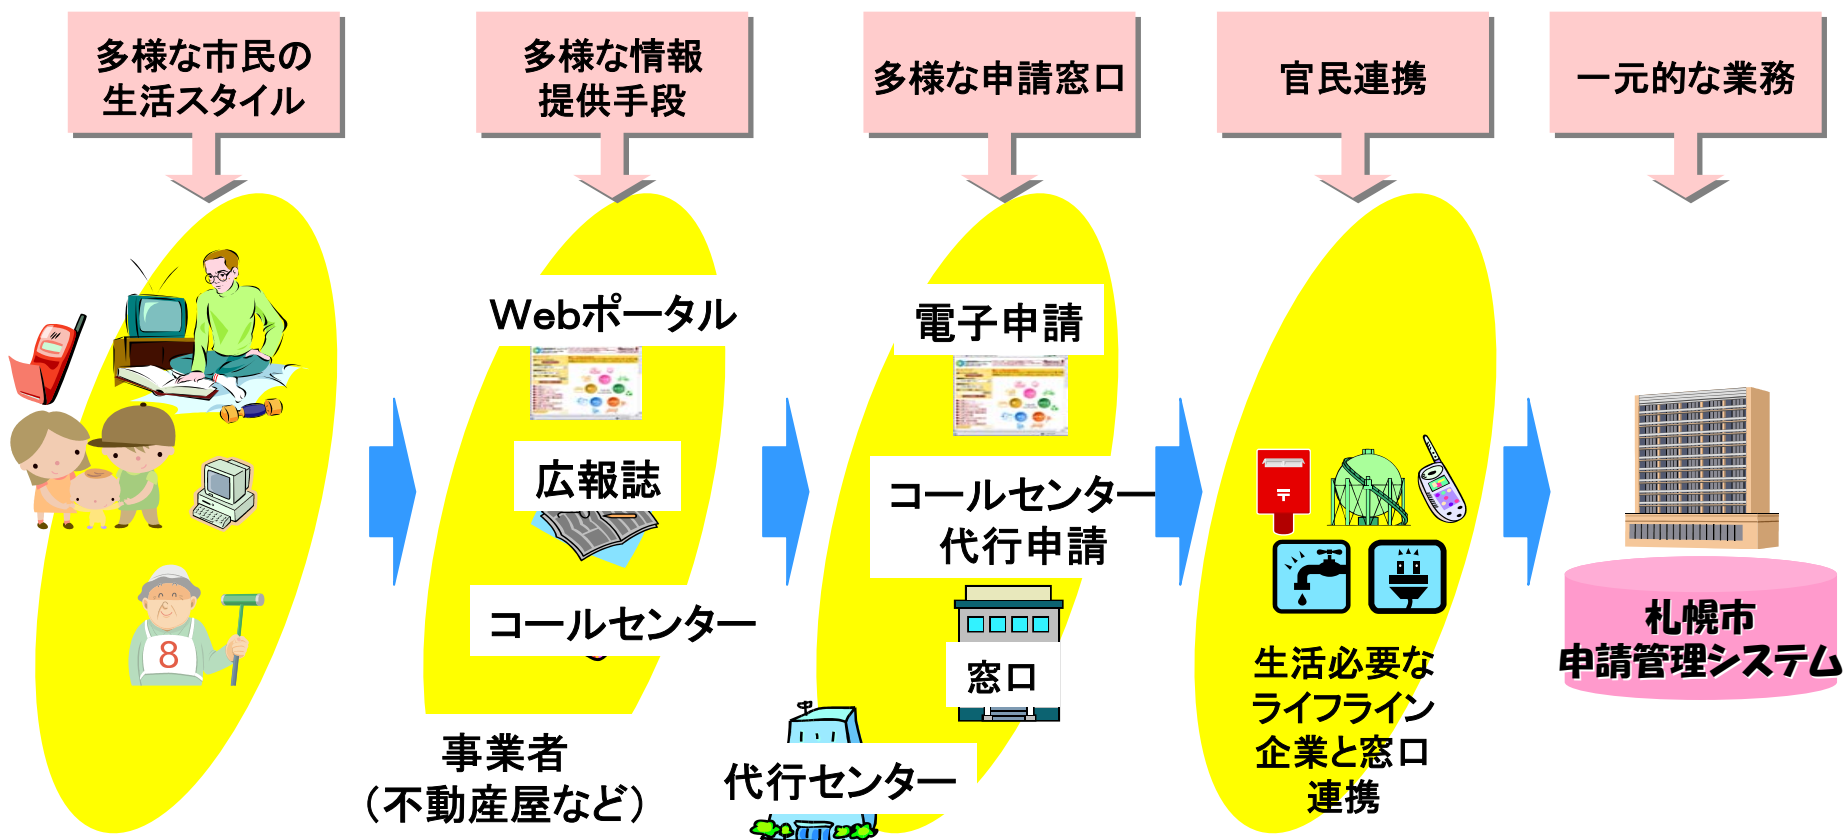 多様な市民の
生活スタイル
多様な情報
提供手段
多様な申請窓口
官民連携
一元的な業務
Webポータル
広報誌
コールセンター
事業者
（不動産屋など）
電子申請
コールセンター
代行申請
窓口
代行センター
8
〒
生活必要な
ライフライン
企業と窓口
連携
札幌市
申請管理システム